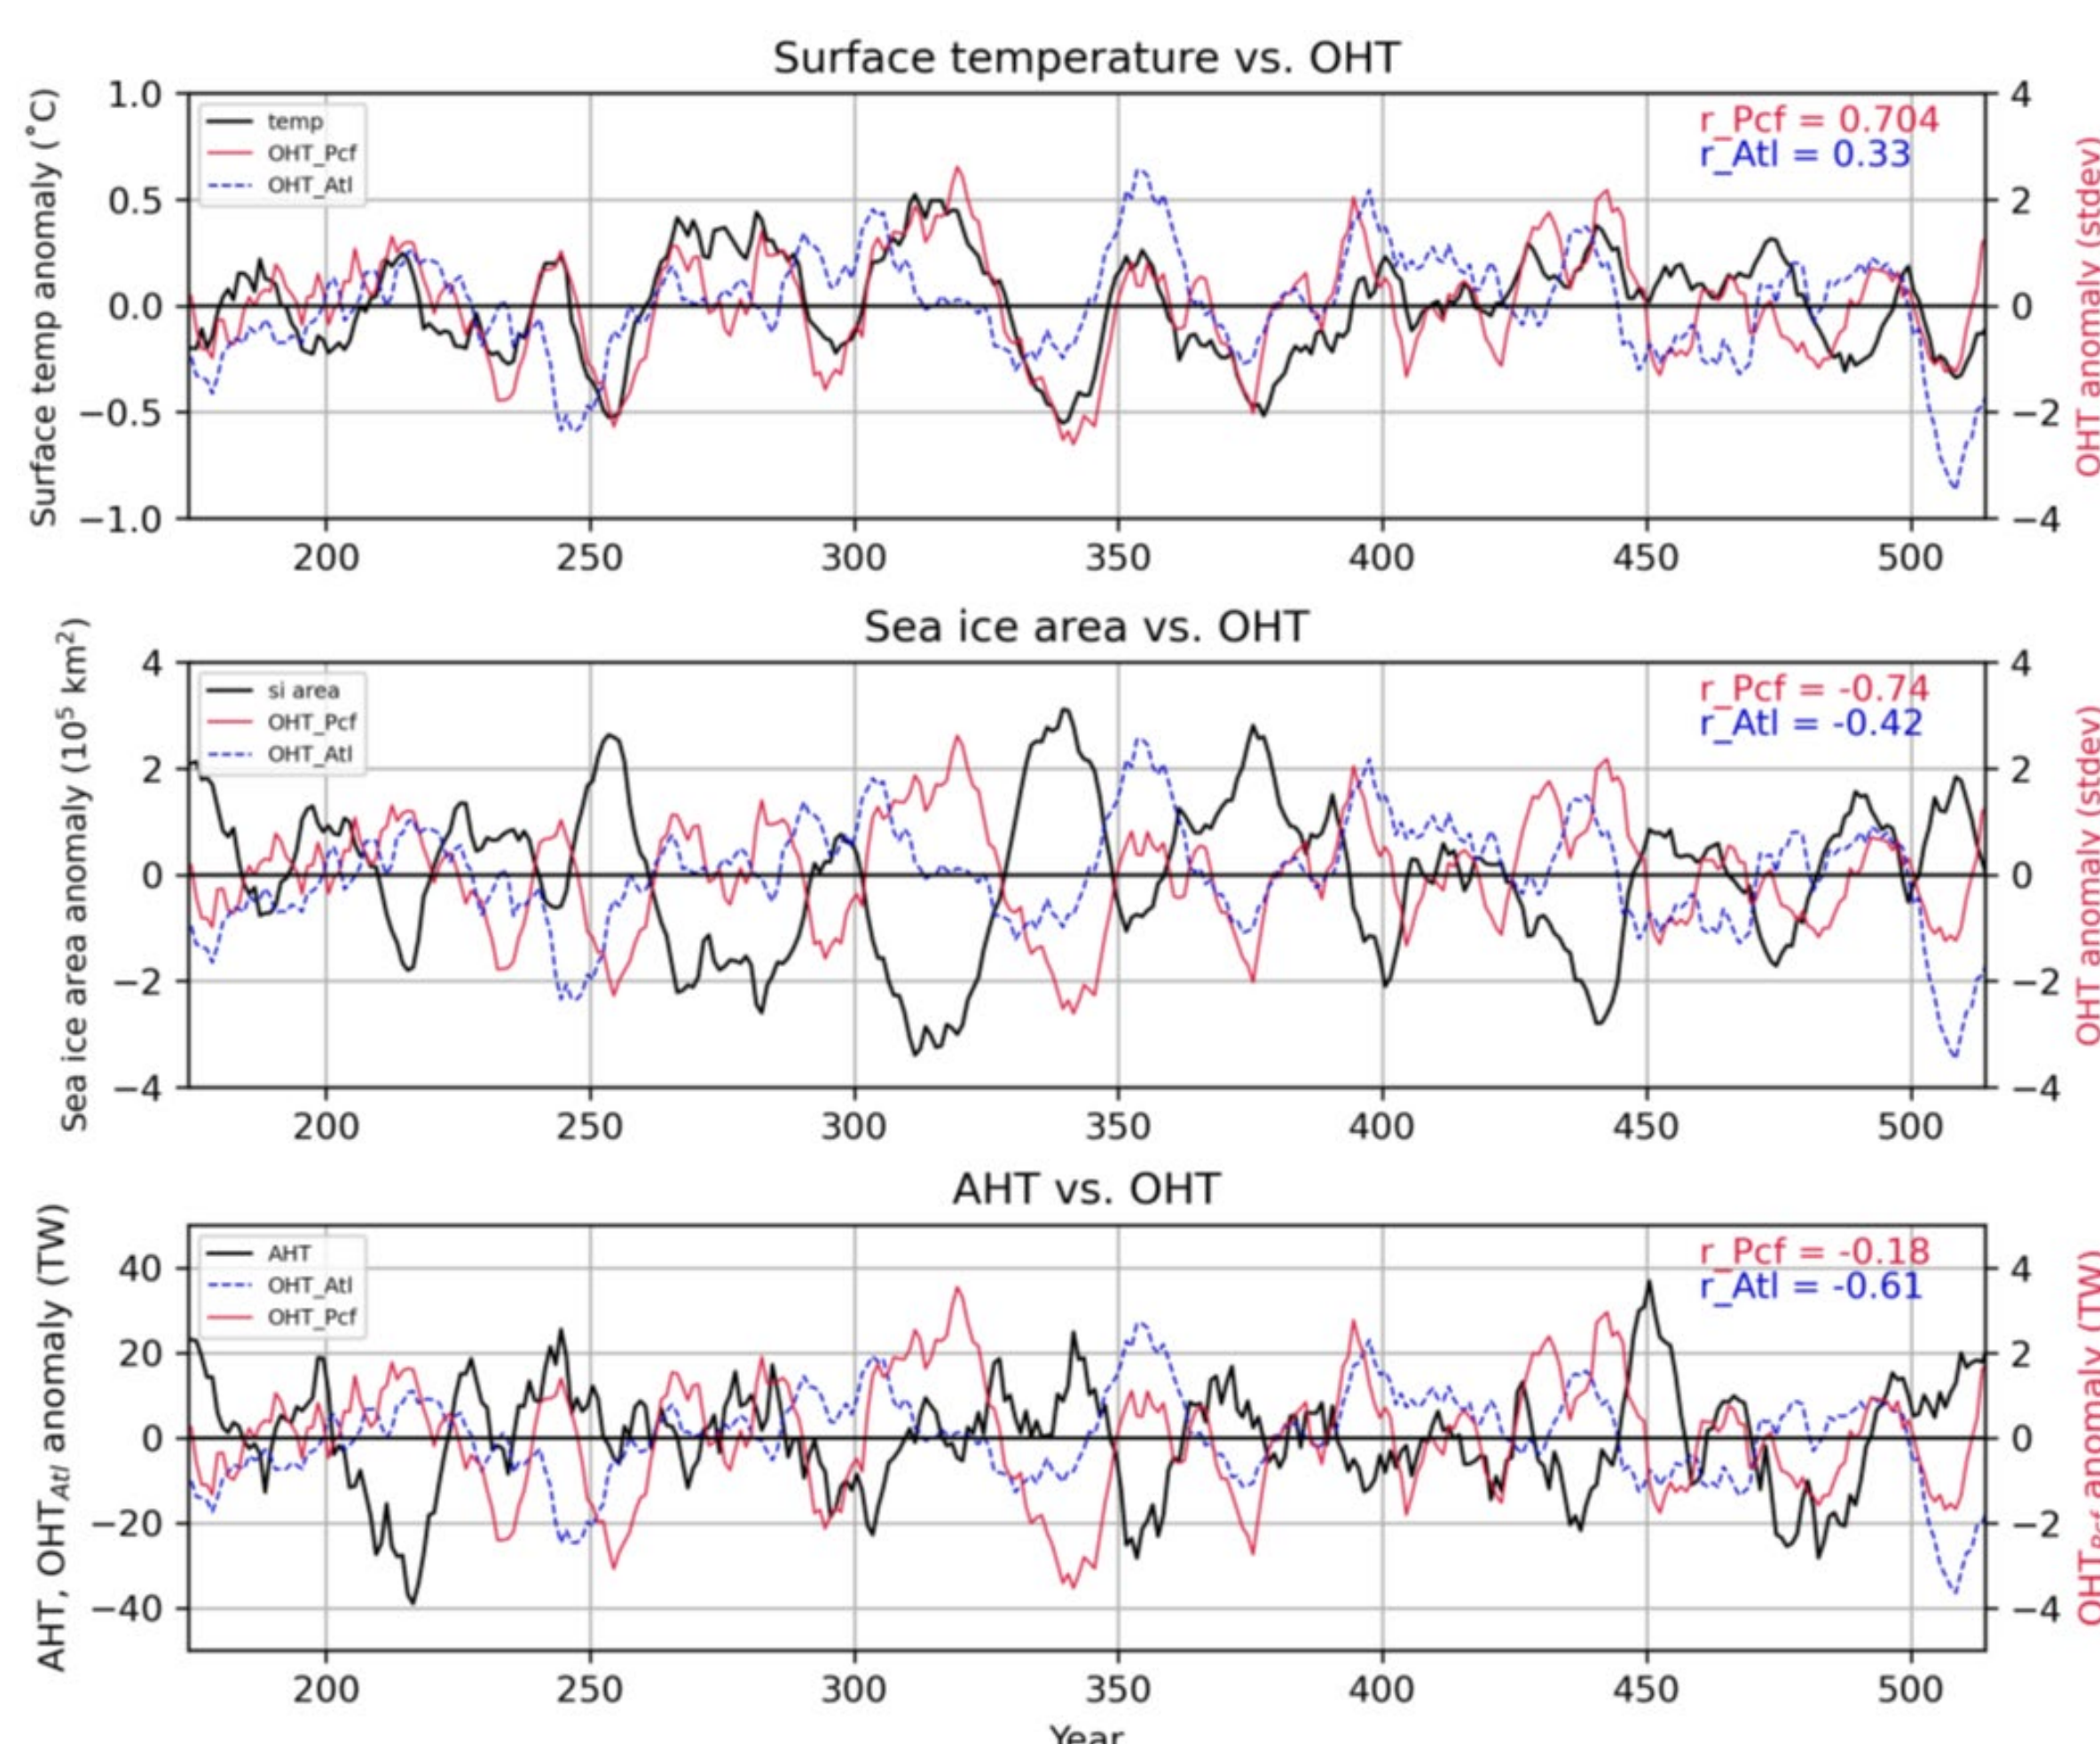 Surface temperature vs. OHT
Surface temp anomaly (˚C)
1.0
0.5
0.0
−0.5
−1.0
temp
OHT_Pcf
OHT_Atl
r_Pcf = 0.704
r_Atl = 0.33
4
2
0
−2
−4
OHT anomaly (stdev)
200 250 300 350 400 450 500
Sea ice area vs. OHT
Sea ice area anomaly (10⁵ km²)
4
2
0
−2
−4
si area
OHT_Pcf
OHT_Atl
r_Pcf = -0.74
r_Atl = -0.42
4
2
0
−2
−4
OHT anomaly (stdev)
200 250 300 350 400 450 500
AHT vs. OHT
AHT, OHT_Atl anomaly (TW)
40
20
0
−20
−40
AHT
OHT_Atl
OHT_Pcf
r_Pcf = -0.18
r_Atl = -0.61
4
2
0
−2
−4
OHT_Pcf anomaly (TW)
200 250 300 350 400 450 500
Year